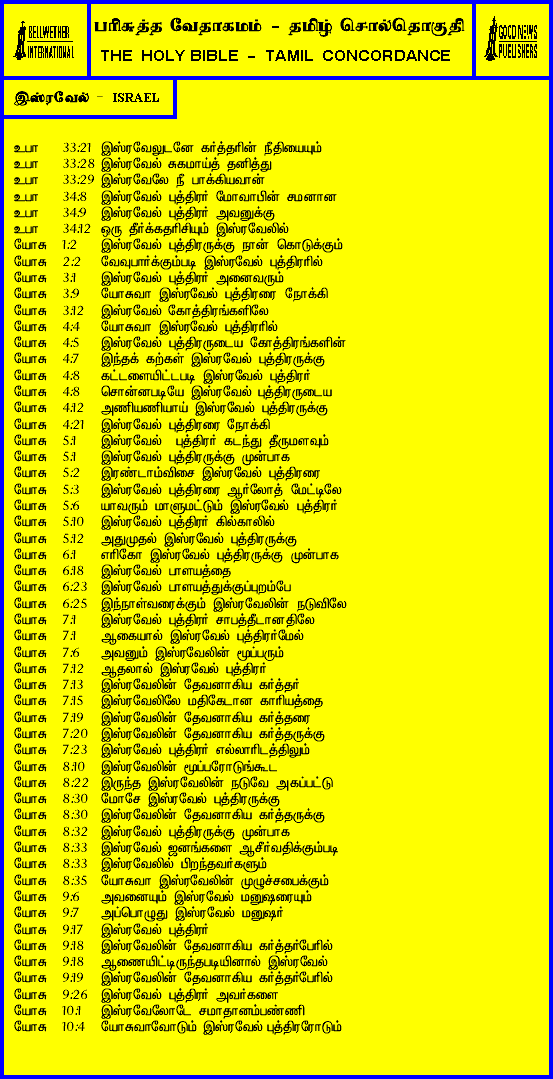 BELLWETHER INTERNATIONAL
பரிசுத்த வேதாகமம் - தமிழ் சொல்தொகுதி
THE HOLY BIBLE - TAMIL CONCORDANCE
GOOD NEWS PUBLISHERS
இஸ்ரவேல் - ISRAEL
உபா 33:21 இஸ்ரவேலுடனே கர்த்தரின் நீதியையும்
உபா 33:28 இஸ்ரவேல் சுகமாய்த் தனித்து
உபா 33:29 இஸ்ரவேலே நீ பாக்கியவான்
உபா 34:8 இஸ்ரவேல் புத்திரர் மோவாபின் சமனான
உபா 34:9 இஸ்ரவேல் புத்திரர் அவனுக்கு
உபா 34:12 ஒரு தீர்க்கதரிசியும் இஸ்ரவேலில்
யோசு 1:2 இஸ்ரவேல் புத்திரருக்கு நான் கொடுக்கும்
யோசு 2:2 வேவுபார்க்கும்படி இஸ்ரவேல் புத்திரரில்
யோசு 3:1 இஸ்ரவேல் புத்திரர் அனைவரும்
யோசு 3:9 யோசுவா இஸ்ரவேல் புத்திரரை நோக்கி
யோசு 3:12 இஸ்ரவேல் கோத்திரங்களிலே
யோசு 4:4 யோசுவா இஸ்ரவேல் புத்திரரில்
யோசு 4:5 இஸ்ரவேல் புத்திரருடைய கோத்திரங்களின்
யோசு 4:7 இந்தக் கற்கள் இஸ்ரவேல் புத்திரருக்கு
யோசு 4:8 கட்டளையிட்டபடி இஸ்ரவேல் புத்திரர்
யோசு 4:8 சொன்னபடியே இஸ்ரவேல் புத்திரருடைய
யோசு 4:12 அணியணியாய் இஸ்ரவேல் புத்திரருக்கு
யோசு 4:21 இஸ்ரவேல் புத்திரரை நோக்கி
யோசு 5:1 இஸ்ரவேல் புத்திரர் கடந்து தீருமளவும்
யோசு 5:1 இஸ்ரவேல் புத்திரருக்கு முன்பாக
யோசு 5:2 இரண்டாம்விசை இஸ்ரவேல் புத்திரரை
யோசு 5:3 இஸ்ரவேல் புத்திரரை ஆர்லோத் மேட்டிலே
யோசு 5:6 யாவரும் மாளுமட்டும் இஸ்ரவேல் புத்திரர்
யோசு 5:10 இஸ்ரவேல் புத்திரர் கில்காலில்
யோசு 5:12 அதுமுதல் இஸ்ரவேல் புத்திரருக்கு
யோசு 6:1 எரிகோ இஸ்ரவேல் புத்திரருக்கு முன்பாக
யோசு 6:18 இஸ்ரவேல் பாளயத்தை
யோசு 6:23 இஸ்ரவேல் பாளயத்துக்குப்புறம்பே
யோசு 6:25 இந்நாள்வரைக்கும் இஸ்ரவேலின் நடுவிலே
யோசு 7:1 இஸ்ரவேல் புத்திரர் சாபத்தீடானதிலே
யோசு 7:1 ஆகையால் இஸ்ரவேல் புத்திரர்மேல்
யோசு 7:6 அவனும் இஸ்ரவேலின் மூப்பரும்
யோசு 7:12 ஆதலால் இஸ்ரவேல் புத்திரர்
யோசு 7:13 இஸ்ரவேலின் தேவனாகிய கர்த்தர்
யோசு 7:15 இஸ்ரவேலிலே மதிகேடான காரியத்தை
யோசு 7:19 இஸ்ரவேலின் தேவனாகிய கர்த்தரை
யோசு 7:20 இஸ்ரவேலின் தேவனாகிய கர்த்தருக்கு
யோசு 7:23 இஸ்ரவேல் புத்திரர் எல்லாரிடத்திலும்
யோசு 8:10 இஸ்ரவேலின் மூப்பரோடுங்கூட
யோசு 8:22 இருந்த இஸ்ரவேலின் நடுவே அகப்பட்டு
யோசு 8:30 மோசே இஸ்ரவேல் புத்திரருக்கு
யோசு 8:30 இஸ்ரவேலின் தேவனாகிய கர்த்தருக்கு
யோசு 8:32 இஸ்ரவேல் புத்திரருக்கு முன்பாக
யோசு 8:33 இஸ்ரவேல் ஜனங்களை ஆசீர்வதிக்கும்படி
யோசு 8:33 இஸ்ரவேலில் பிறந்தவர்களும்
யோசு 8:35 யோசுவா இஸ்ரவேலின் முழுச்சபைக்கும்
யோசு 9:6 அவனையும் இஸ்ரவேல் மனுஷரையும்
யோசு 9:7 அப்பொழுது இஸ்ரவேல் மனுஷர்
யோசு 9:17 இஸ்ரவேல் புத்திரர்
யோசு 9:18 இஸ்ரவேலின் தேவனாகிய கர்த்தர்பேரில்
யோசு 9:18 ஆணையிட்டிருந்தபடியினால் இஸ்ரவேல்
யோசு 9:19 இஸ்ரவேலின் தேவனாகிய கர்த்தர்பேரில்
யோசு 9:26 இஸ்ரவேல் புத்திரர் அவர்களை
யோசு 10:1 இஸ்ரவேலோடே சமாதானம்பண்ணி
யோசு 10:4 யோசுவாவோடும் இஸ்ரவேல் புத்திரரோடும்